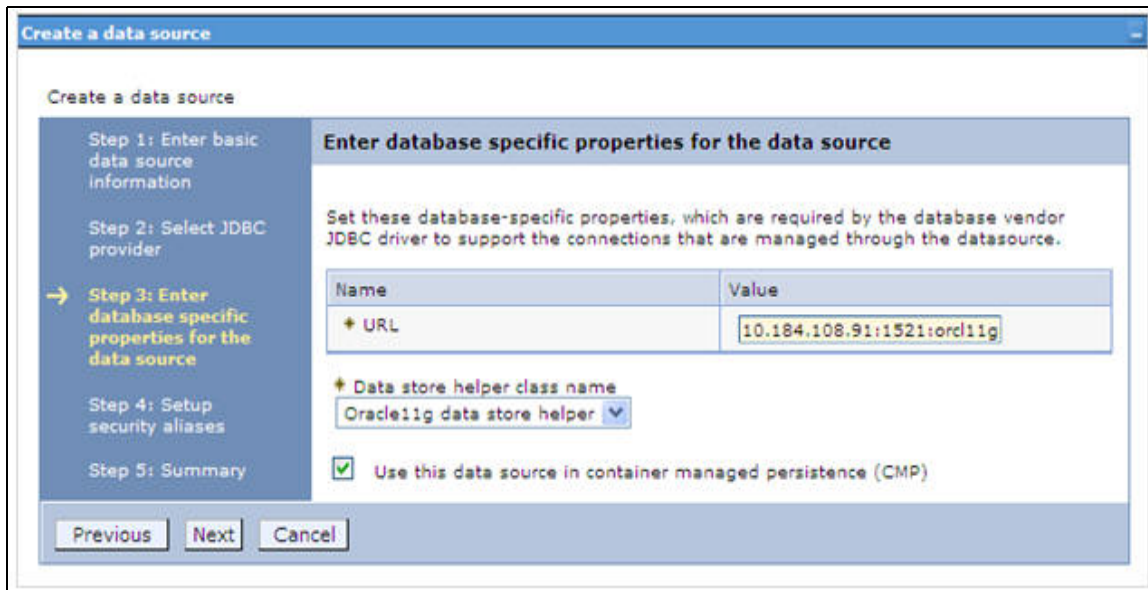 Create a data source
Create a data source
Step 1: Enter basic
data source
information
Step 2: Select JDBC
provider
Step 3: Enter
database specific
properties for the
data source
Step 4: Setup
security aliases
Step 5: Summary
Enter database specific properties for the data source
Set these database-specific properties, which are required by the database vendor
JDBC driver to support the connections that are managed through the datasource.
Name Value
URL 10.184.108.91:1521:orcl11g
Data store helper class name
Oracle11g data store helper
Use this data source in container managed persistence (CMP)
Previous Next Cancel